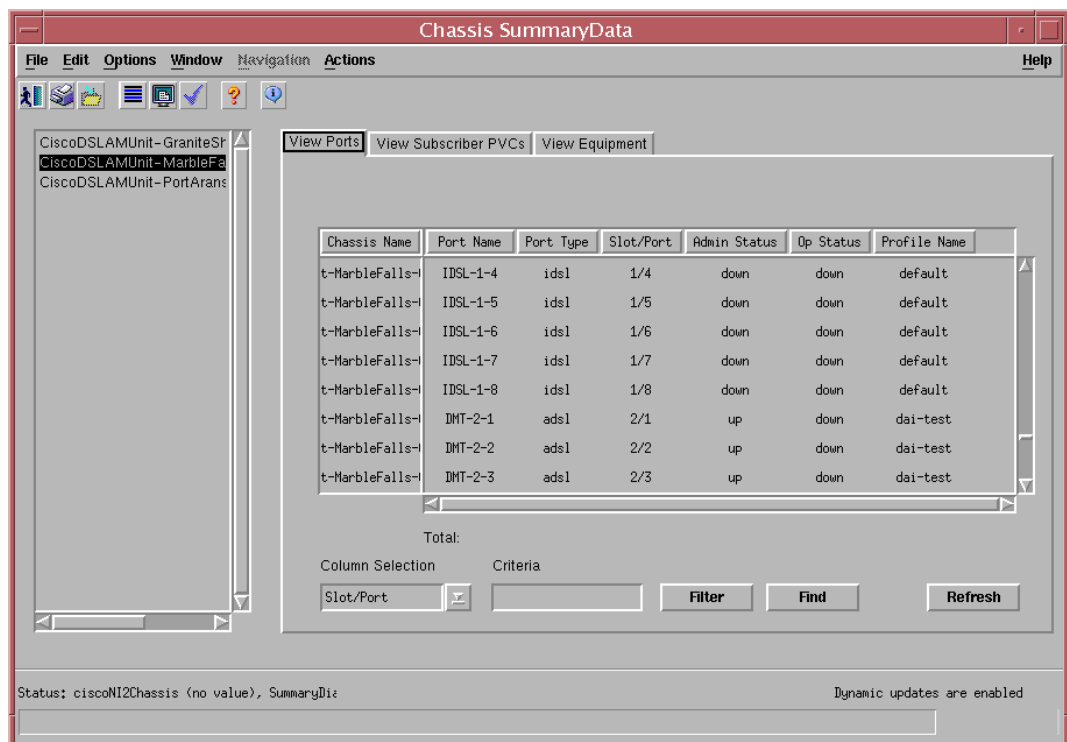 Chassis SummaryData
File Edit Options Window Navigation Actions Help
CiscoDSLAMUnit-GraniteSh
CiscoDSLAMUnit-MarbleFa
CiscoDSLAMUnit-PortArans
View Ports View Subscriber PVCs View Equipment
Chassis Name Port Name Port Type Slot/Port Admin Status Op Status Profile Name
t-MarbleFalls- IDSL-1-4 idsl 1/4 down down default
t-MarbleFalls- IDSL-1-5 idsl 1/5 down down default
t-MarbleFalls- IDSL-1-6 idsl 1/6 down down default
t-MarbleFalls- IDSL-1-7 idsl 1/7 down down default
t-MarbleFalls- IDSL-1-8 idsl 1/8 down down default
t-MarbleFalls- DMT-2-1 adsl 2/1 up down dai-test
t-MarbleFalls- DMT-2-2 adsl 2/2 up down dai-test
t-MarbleFalls- DMT-2-3 adsl 2/3 up down dai-test
Total:
Column Selection Criteria
Slot/Port Filter Find Refresh
Status: ciscoNI2Chassis (no value), SummaryDia Dynamic updates are enabled